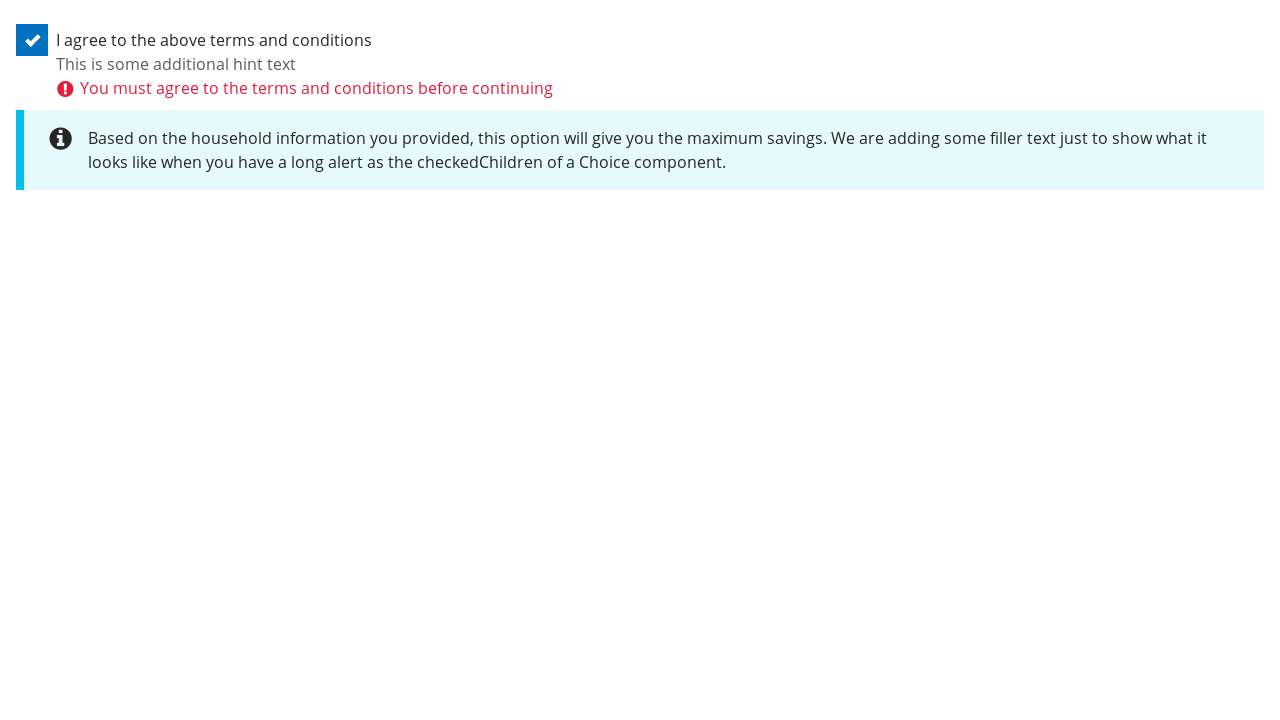 I agree to the above terms and conditions
This is some additional hint text
You must agree to the terms and conditions before continuing
Based on the household information you provided, this option will give you the maximum savings. We are adding some filler text just to show what it
looks like when you have a long alert as the checkedChildren of a Choice component.